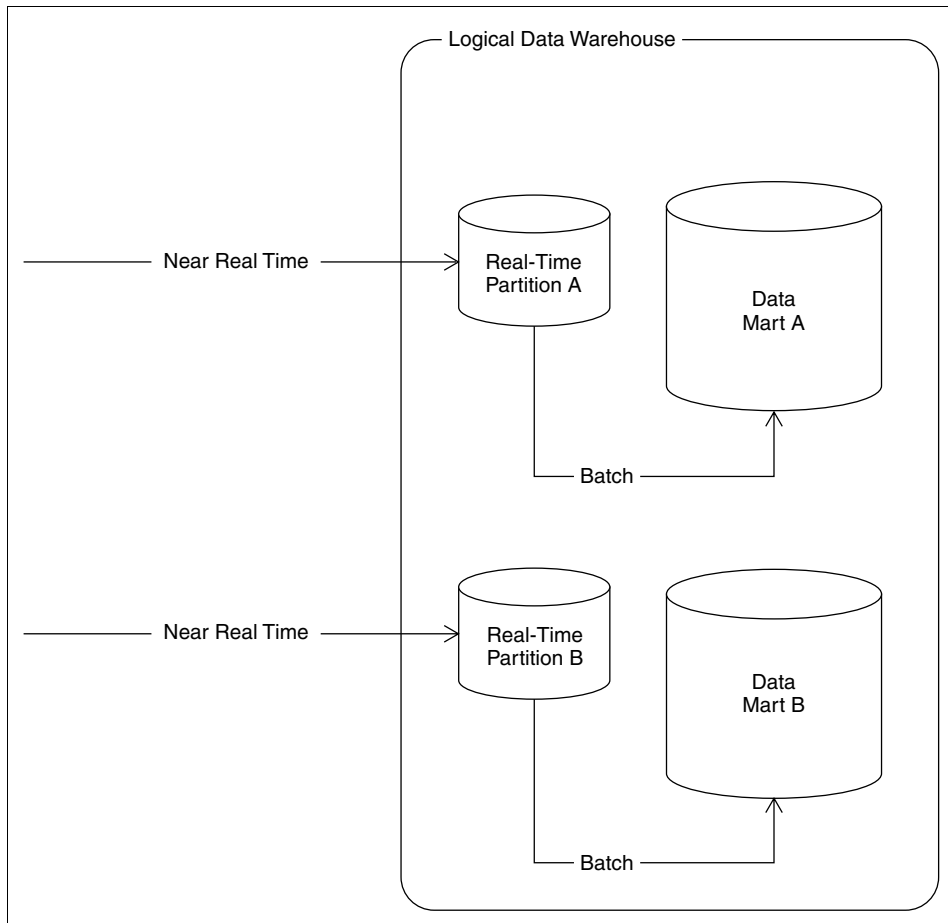 Logical Data Warehouse
Near Real Time
Real-Time
Partition A
Data
Mart A
Batch
Near Real Time
Real-Time
Partition B
Data
Mart B
Batch